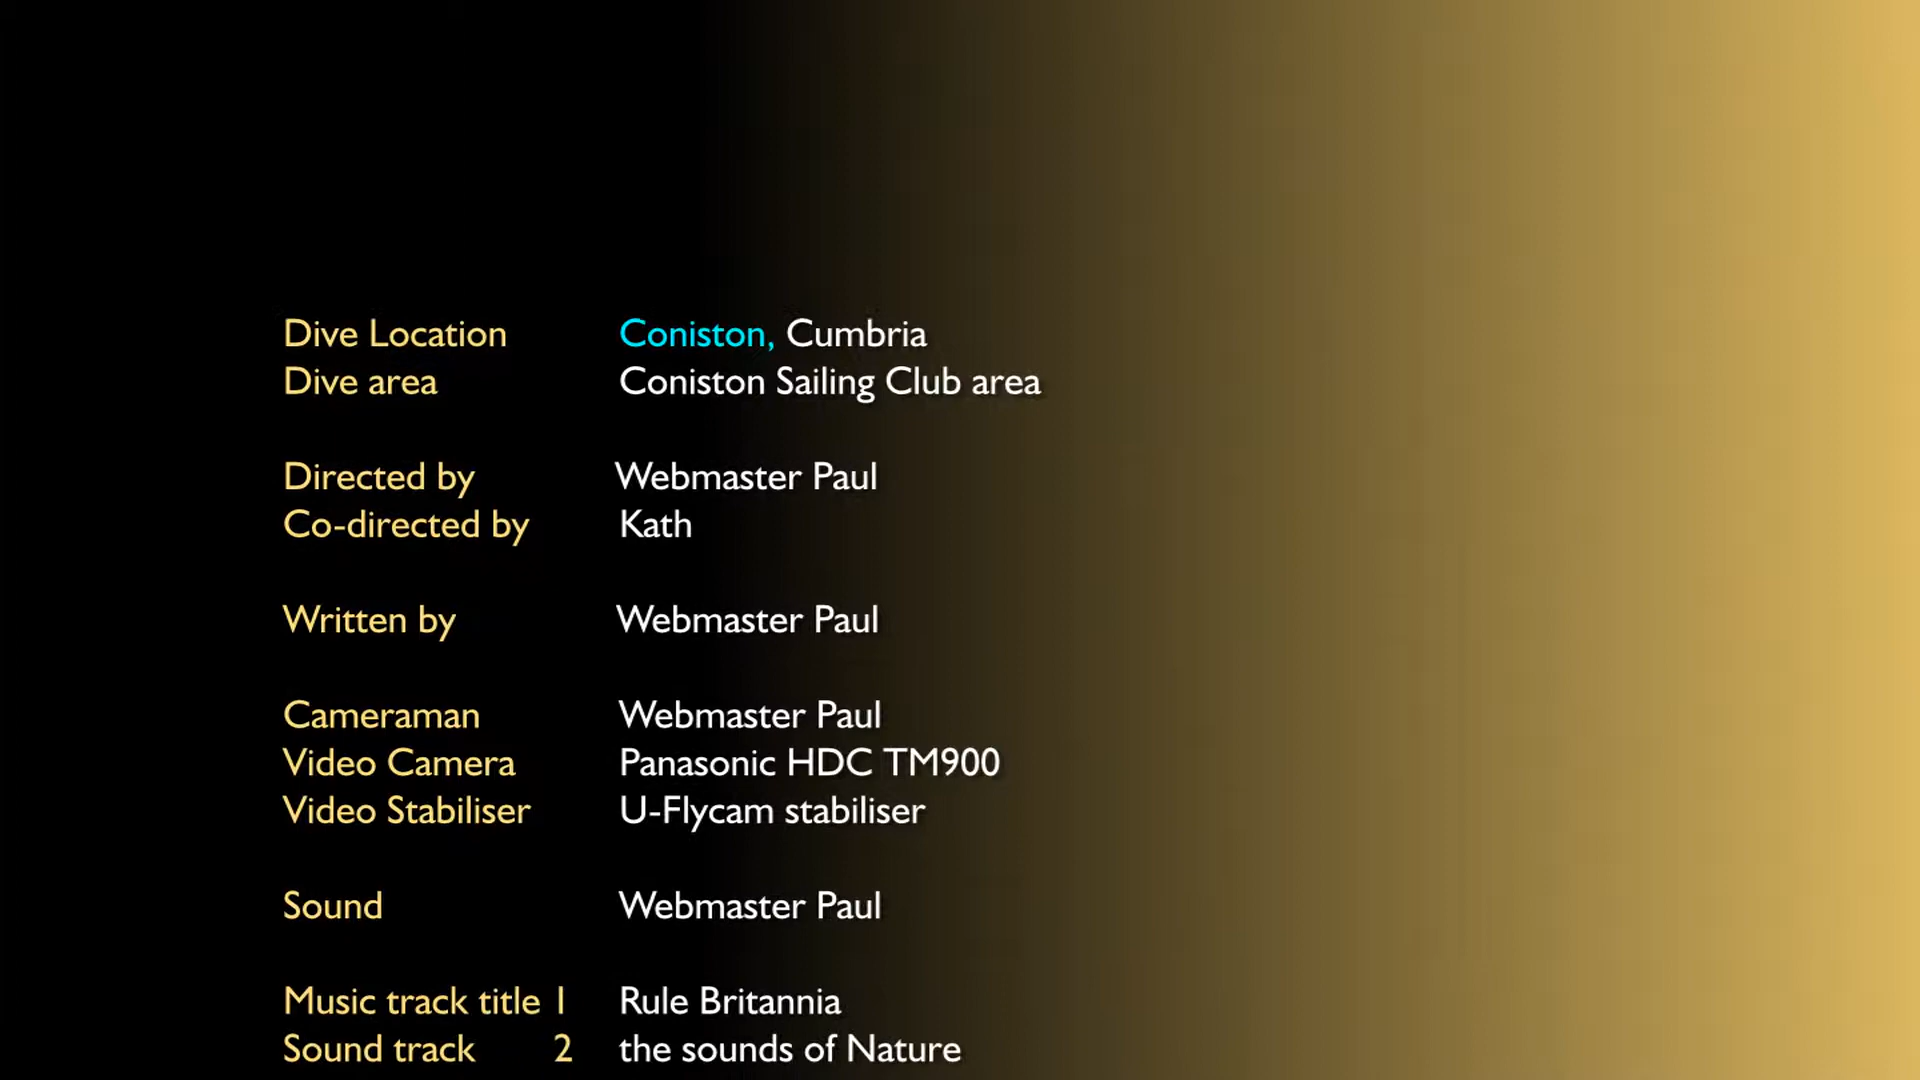 Dive Location Coniston, Cumbria
Dive area Coniston Sailing Club area
Directed by Webmaster Paul
Co-directed by Kath
Written by Webmaster Paul
Cameraman Webmaster Paul
Video Camera Panasonic HDC TM900
Video Stabiliser U-Flycam stabiliser
Sound Webmaster Paul
Music track title 1 Rule Britannia
Sound track 2 the sounds of Nature